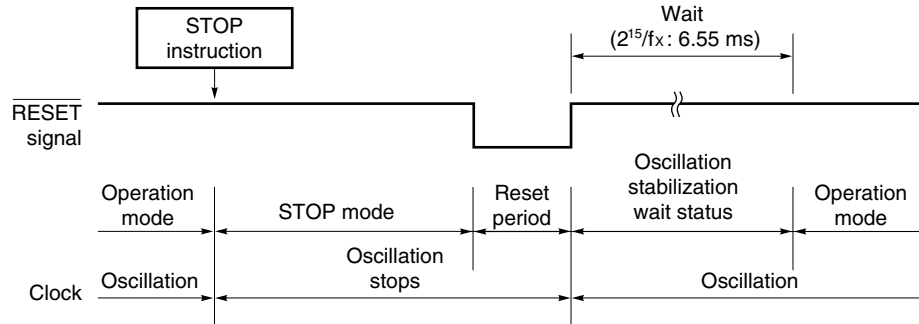 STOP
instruction
Wait
(2¹⁵/fx: 6.55 ms)
RESET
signal
Operation
mode
STOP mode
Reset
period
Oscillation
stabilization
wait status
Operation
mode
Clock
Oscillation
Oscillation
stops
Oscillation